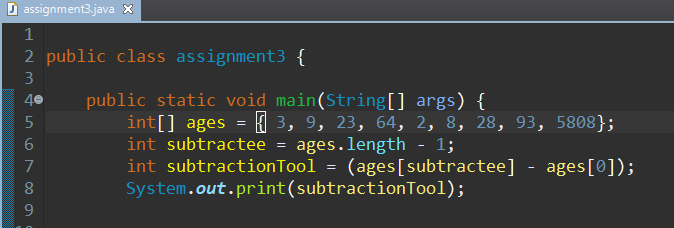 assignment3.java
1
2 public class assignment3 {
3
4 public static void main(String[] args) {
5 int[] ages = { 3, 9, 23, 64, 2, 8, 28, 93, 5808};
6 int subtractee = ages.length - 1;
7 int subtractionTool = (ages[subtractee] - ages[0]);
8 System.out.print(subtractionTool);
9